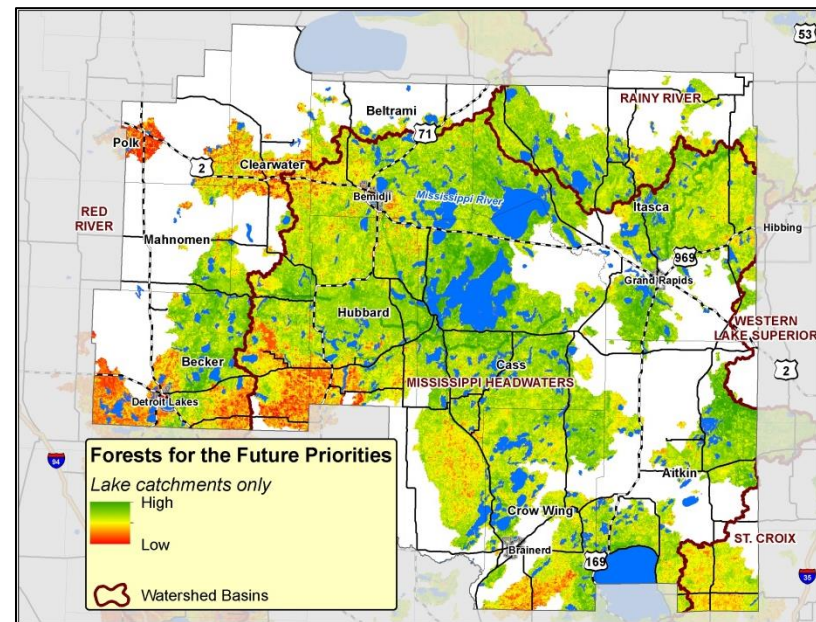 53
Beltrami
RAINY RIVER
71
Polk
2
Clearwater
Bemidji
Mississippi River
Itasca
RED
RIVER
Mahnomen
Hibbing
969
Grand Rapids
Hubbard
WESTERN
LAKE SUPERIOR
Becker
Cass
2
MISSISSIPPI HEADWATERS
Detroit Lakes
Forests for the Future Priorities
Lake catchments only
High
Low
Watershed Basins
94
Aitkin
Crow Wing
ST. CROIX
Brainerd
169
35